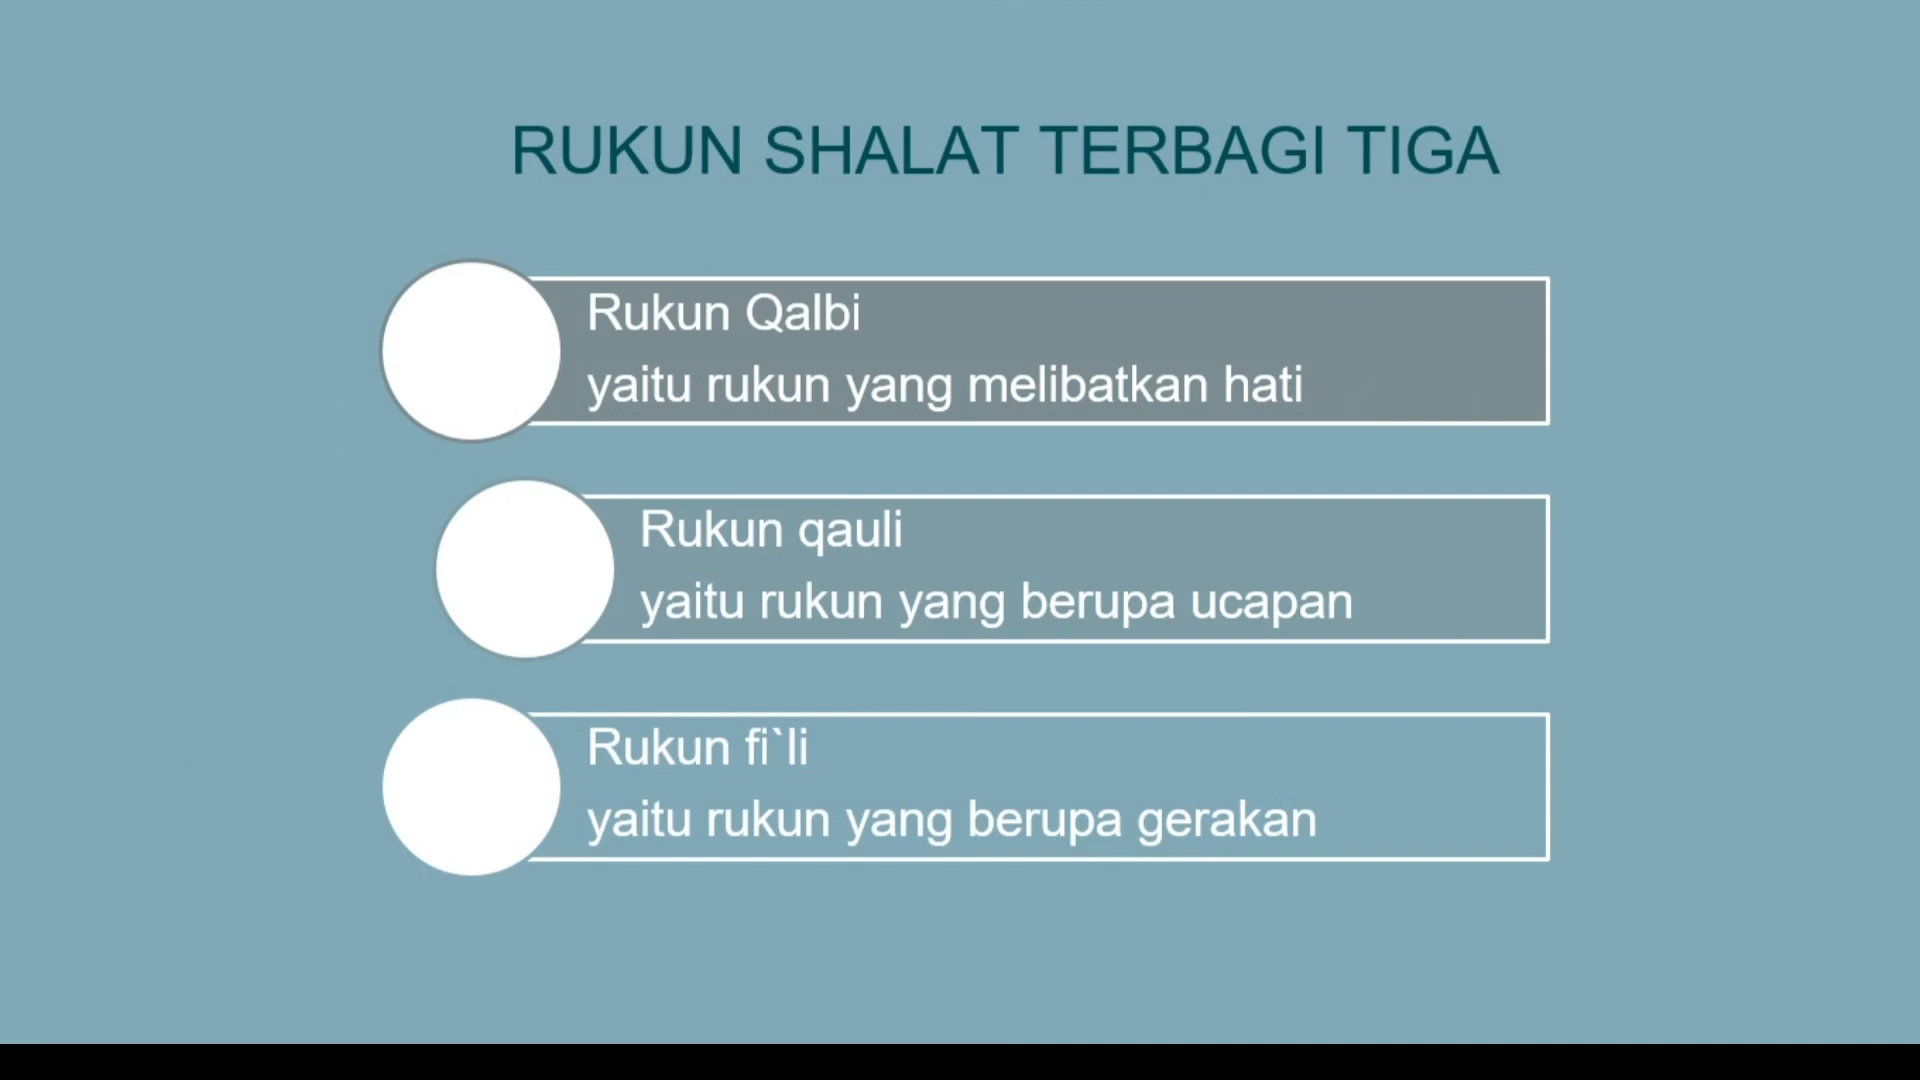 RUKUN SHALAT TERBAGI TIGA
Rukun Qalbi
yaitu rukun yang melibatkan hati
Rukun qauli
yaitu rukun yang berupa ucapan
Rukun fi`li
yaitu rukun yang berupa gerakan